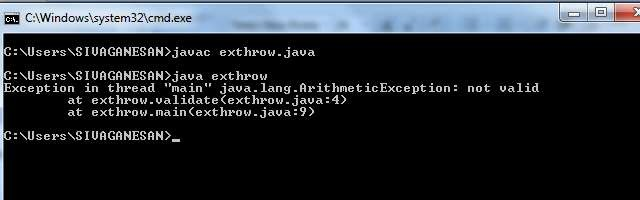 C:\Windows\system32\cmd.exe
C:\Users\SIVAGANESAN>javac exthrow.java
C:\Users\SIVAGANESAN>java exthrow
Exception in thread "main" java.lang.ArithmeticException: not valid
        at exthrow.validate(exthrow.java:4)
        at exthrow.main(exthrow.java:9)
C:\Users\SIVAGANESAN>_